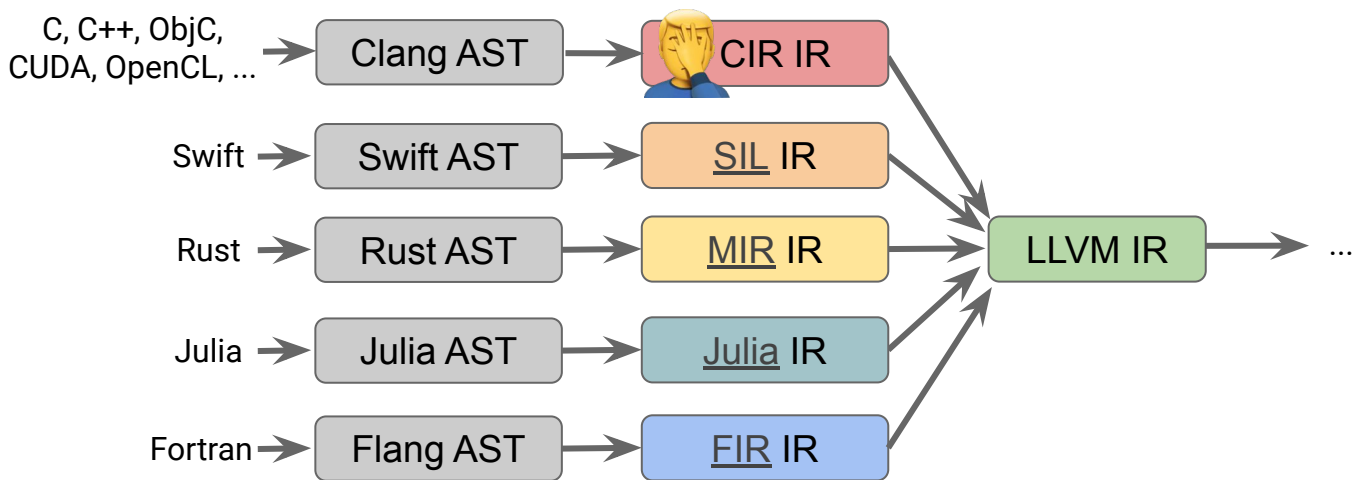 C, C++, ObjC,
CUDA, OpenCL, ...
Clang AST
CIR IR
Swift
Swift AST
SIL IR
Rust
Rust AST
MIR IR
LLVM IR
...
Julia
Julia AST
Julia IR
Fortran
Flang AST
FIR IR